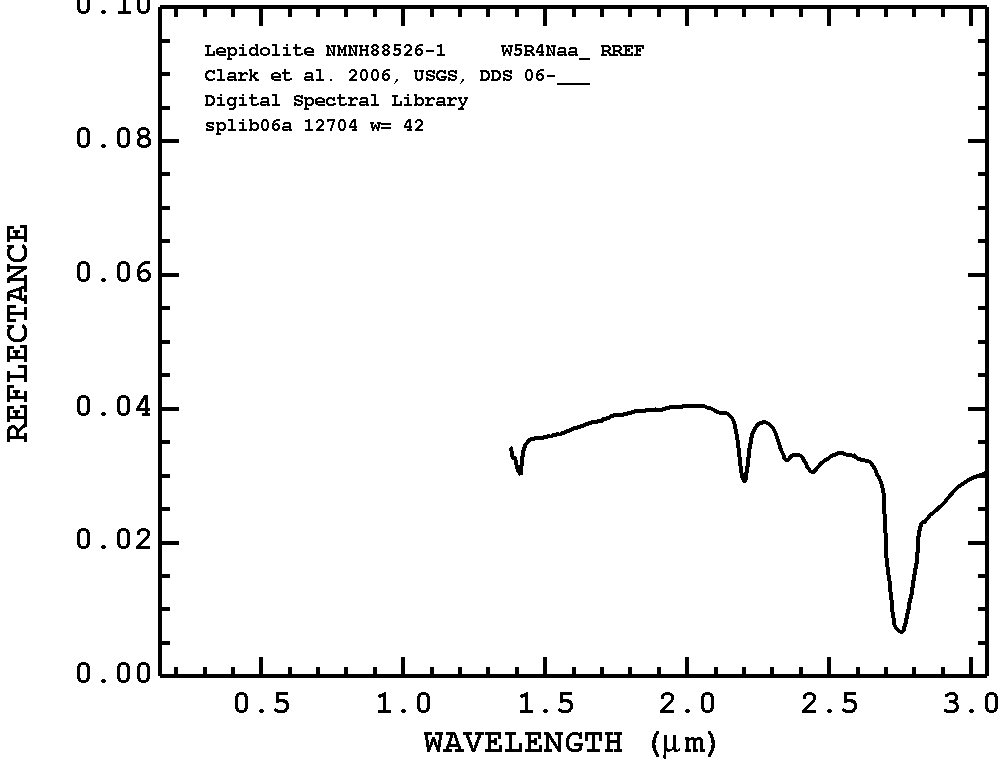 0.10
Lepidolite NMNH88526-1 W5R4Naa_ RREF
Clark et al. 2006, USGS, DDS 06-___
Digital Spectral Library
splib06a 12704 w= 42
0.08
0.06
0.04
0.02
0.00
REFLECTANCE
0.5 1.0 1.5 2.0 2.5 3.0
WAVELENGTH (μm)